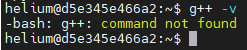 helium@d5e345e466a2:~$ g++ -v
-bash: g++: command not found
helium@d5e345e466a2:~$